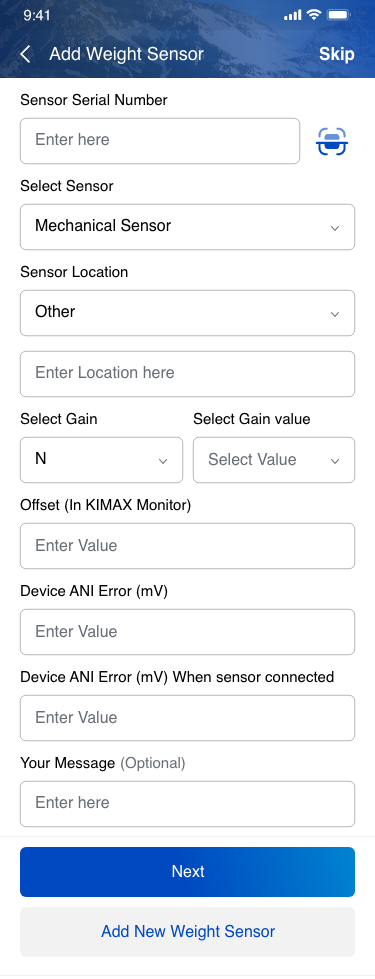 9:41
Add Weight Sensor
Skip
Sensor Serial Number
Enter here
Select Sensor
Mechanical Sensor
Sensor Location
Other
Enter Location here
Select Gain
Select Gain value
N
Select Value
Offset (In KIMAX Monitor)
Enter Value
Device ANI Error (mV)
Enter Value
Device ANI Error (mV) When sensor connected
Enter Value
Your Message (Optional)
Enter here
Next
Add New Weight Sensor